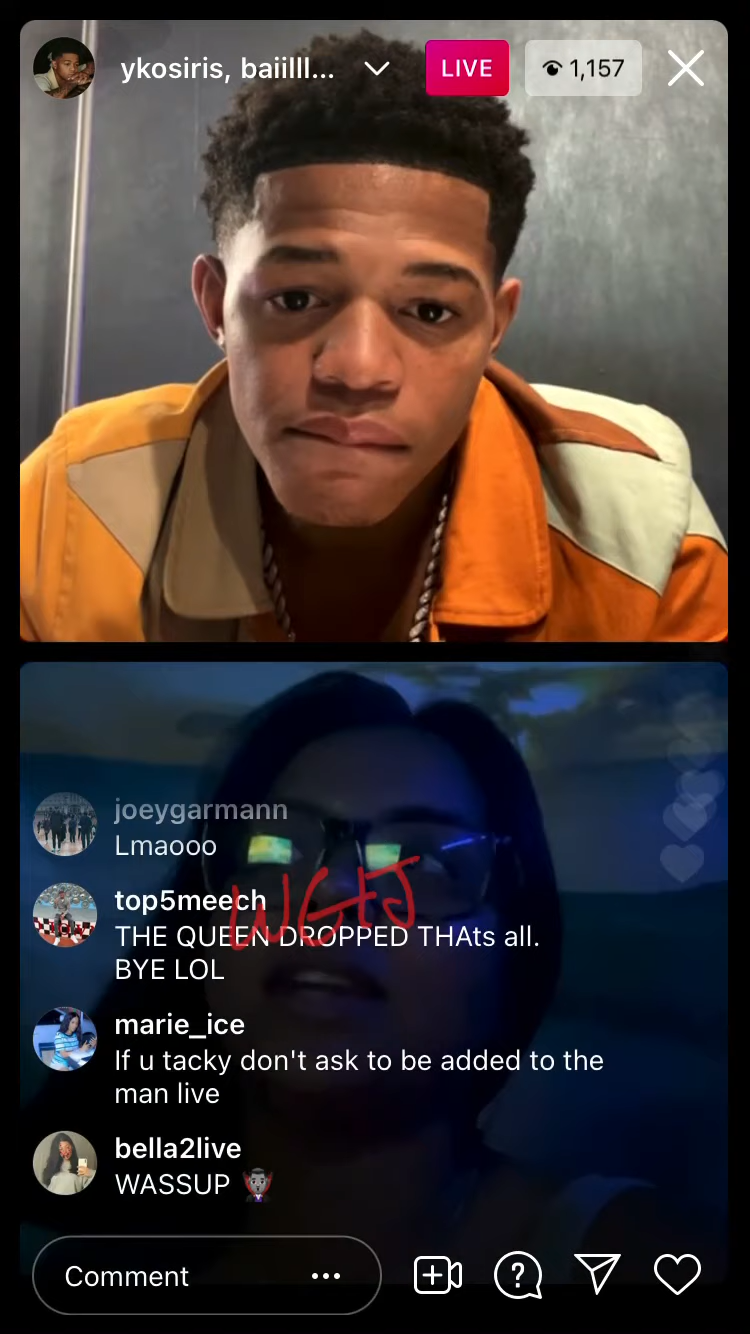 ykosiris, baiilll...
LIVE
1,157
joeygarmann
Lmaooo
top5meech
WGHJ
THE QUEEN DROPPED THAts all.
BYE LOL
marie_ice
If u tacky don't ask to be added to the
man live
bella2live
WASSUP 🧛🏻‍♂️
Comment